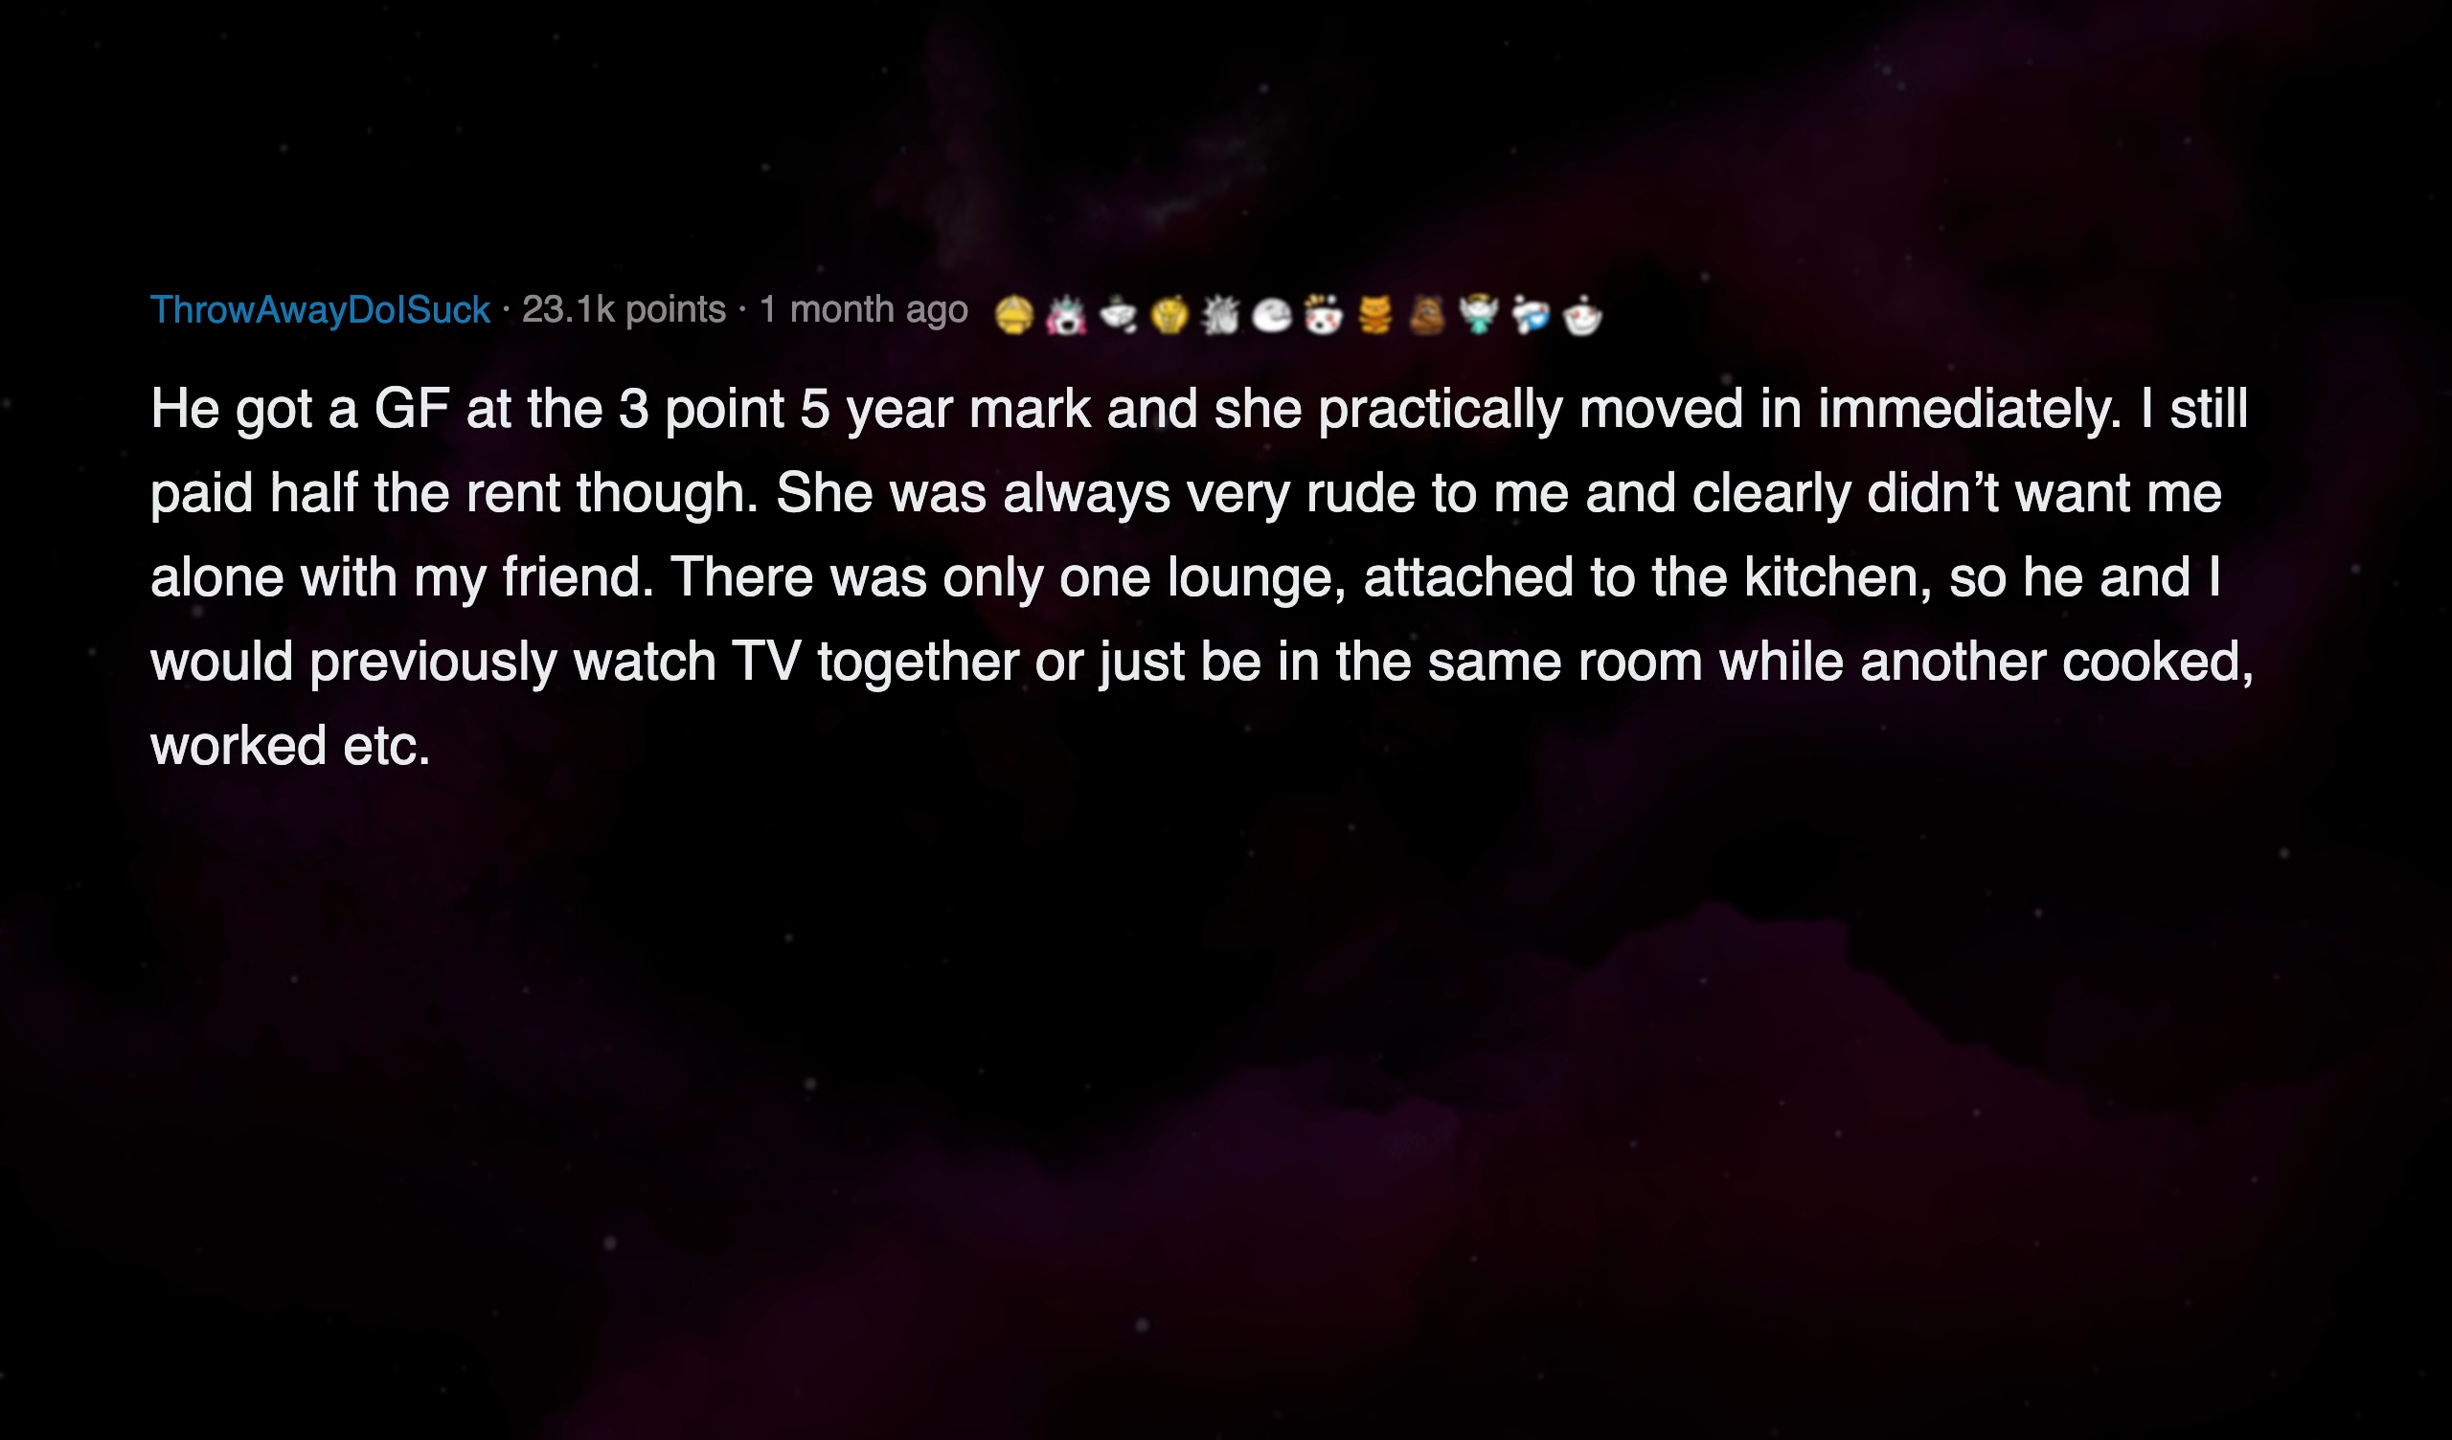 ThrowAwayDoISuck · 23.1k points · 1 month ago
He got a GF at the 3 point 5 year mark and she practically moved in immediately. I still
paid half the rent though. She was always very rude to me and clearly didn’t want me
alone with my friend. There was only one lounge, attached to the kitchen, so he and I
would previously watch TV together or just be in the same room while another cooked,
worked etc.